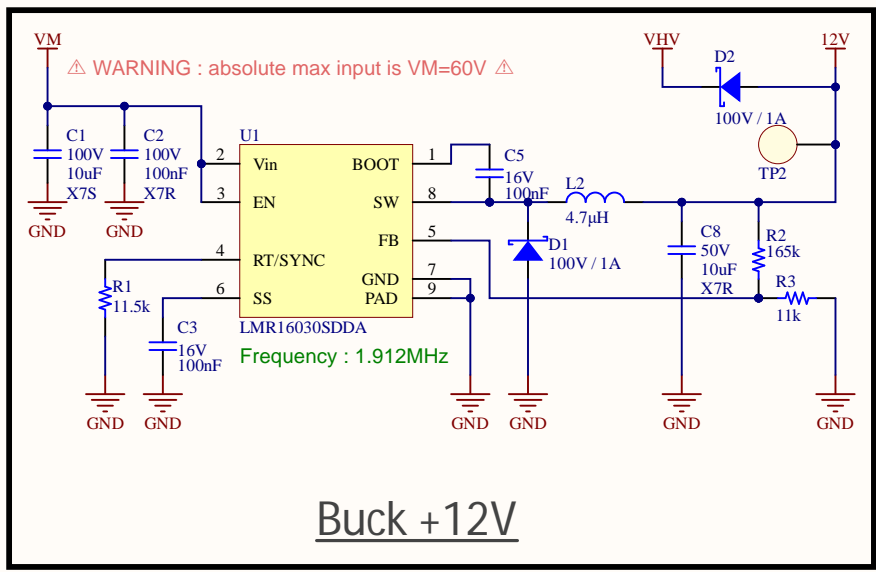 VM
⚠ WARNING : absolute max input is VM=60V ⚠
VHV
12V
D2
100V / 1A
TP2
C1
100V
10uF
X7S
C2
100V
100nF
X7R
GND
GND
U1
2
Vin
BOOT
1
3
EN
SW
8
FB
5
4
RT/SYNC
GND
7
6
SS
PAD
9
LMR16030SDDA
Frequency : 1.912MHz
C5
16V
100nF
L2
4.7µH
D1
100V / 1A
C8
50V
10uF
X7R
R2
165k
R3
11k
R1
11.5k
C3
16V
100nF
GND
GND
GND
GND
GND
GND
Buck +12V